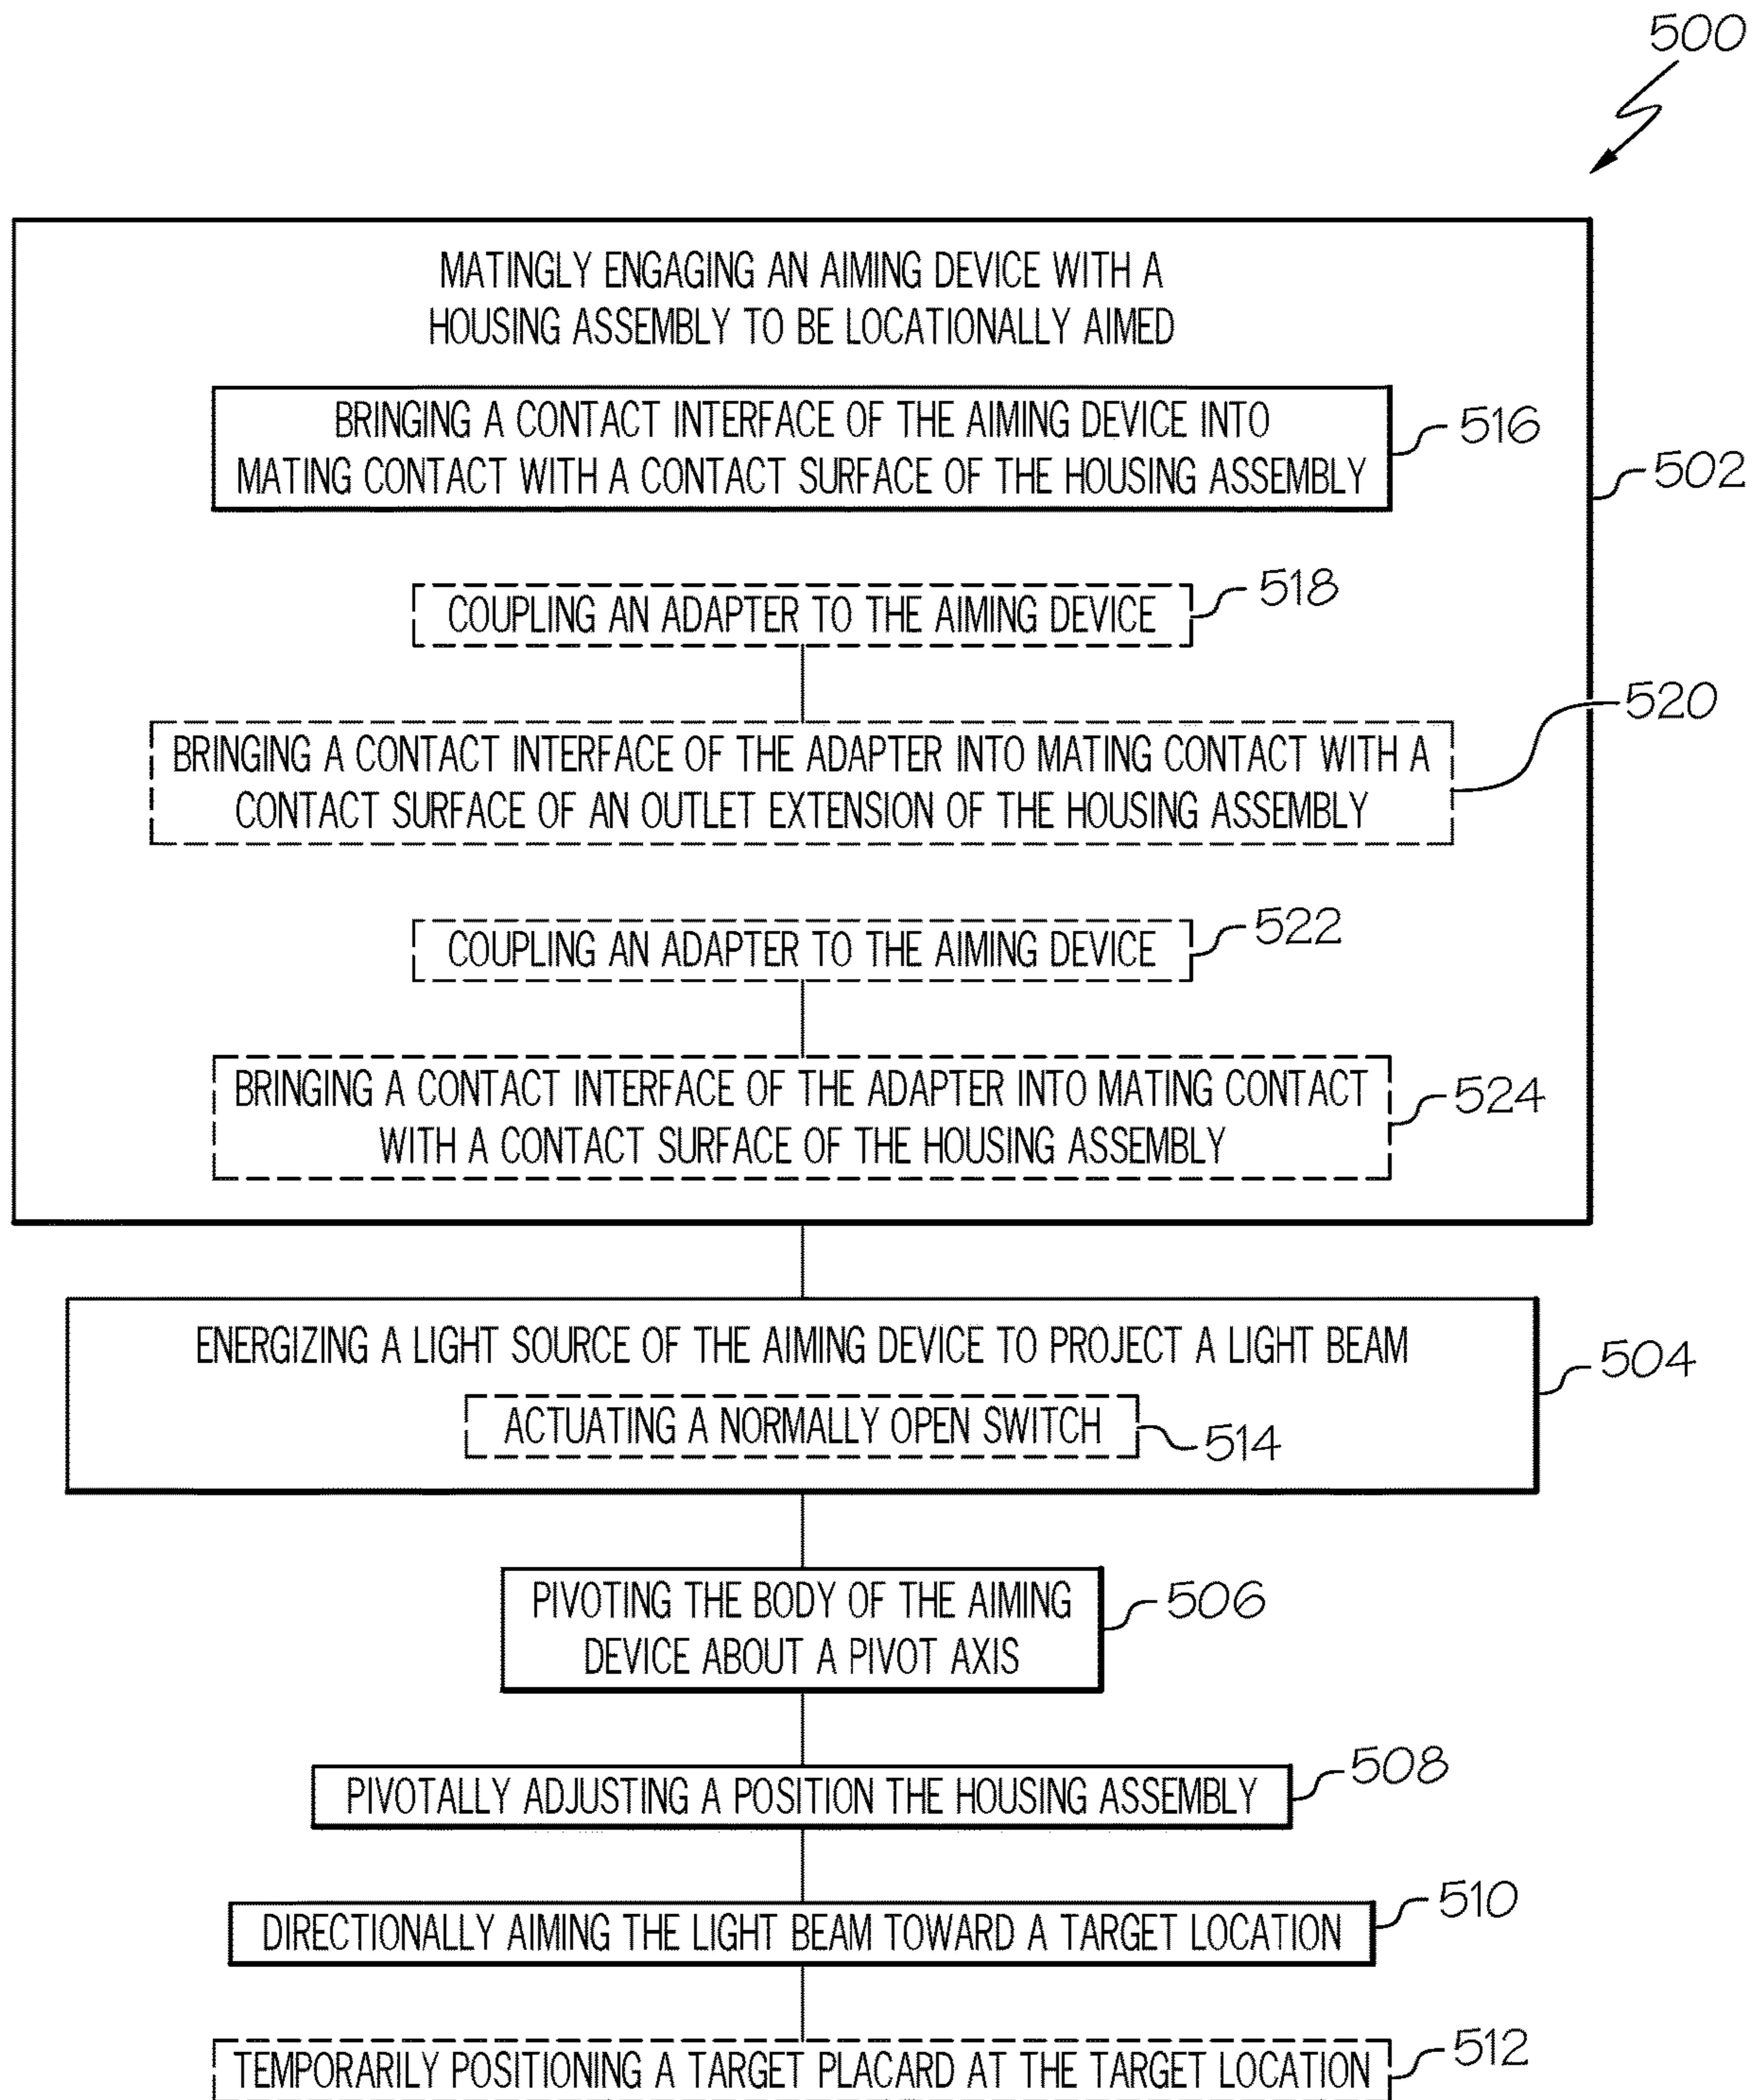 500
MATINGLY ENGAGING AN AIMING DEVICE WITH A
HOUSING ASSEMBLY TO BE LOCATIONALLY AIMED
BRINGING A CONTACT INTERFACE OF THE AIMING DEVICE INTO
MATING CONTACT WITH A CONTACT SURFACE OF THE HOUSING ASSEMBLY
516
502
COUPLING AN ADAPTER TO THE AIMING DEVICE
518
BRINGING A CONTACT INTERFACE OF THE ADAPTER INTO MATING CONTACT WITH A
CONTACT SURFACE OF AN OUTLET EXTENSION OF THE HOUSING ASSEMBLY
520
COUPLING AN ADAPTER TO THE AIMING DEVICE
522
BRINGING A CONTACT INTERFACE OF THE ADAPTER INTO MATING CONTACT
WITH A CONTACT SURFACE OF THE HOUSING ASSEMBLY
524
ENERGIZING A LIGHT SOURCE OF THE AIMING DEVICE TO PROJECT A LIGHT BEAM
504
ACTUATING A NORMALLY OPEN SWITCH
514
PIVOTING THE BODY OF THE AIMING
DEVICE ABOUT A PIVOT AXIS
506
PIVOTALLY ADJUSTING A POSITION THE HOUSING ASSEMBLY
508
DIRECTIONALLY AIMING THE LIGHT BEAM TOWARD A TARGET LOCATION
510
TEMPORARILY POSITIONING A TARGET PLACARD AT THE TARGET LOCATION
512